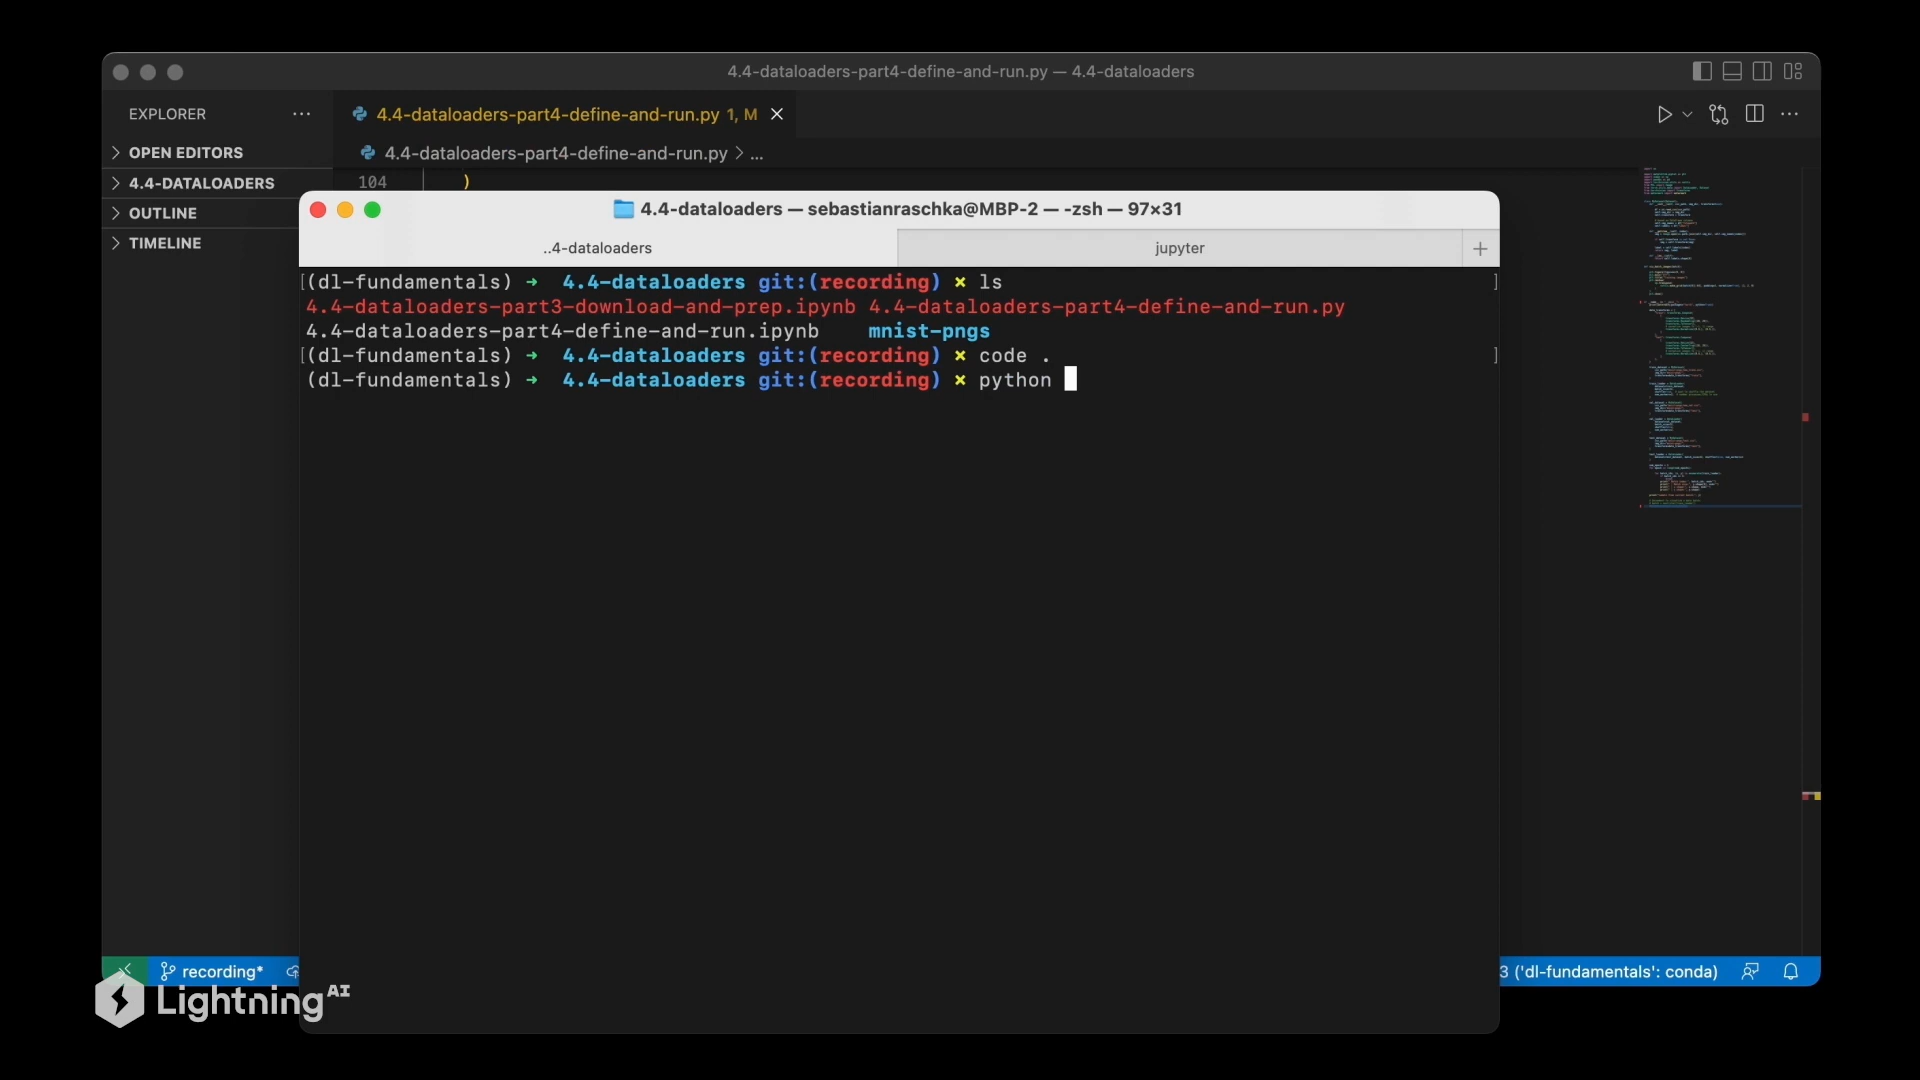 4.4-dataloaders-part4-define-and-run.py — 4.4-dataloaders
EXPLORER ···
4.4-dataloaders-part4-define-and-run.py 1, M
OPEN EDITORS
4.4-dataloaders-part4-define-and-run.py > ...
4.4-DATALOADERS
104 )
OUTLINE
TIMELINE
4.4-dataloaders — sebastianraschka@MBP-2 — -zsh — 97×31
..4-dataloaders
jupyter
[(dl-fundamentals) ➜ 4.4-dataloaders git:(recording) × ls ]
4.4-dataloaders-part3-download-and-prep.ipynb 4.4-dataloaders-part4-define-and-run.py
4.4-dataloaders-part4-define-and-run.ipynb mnist-pngs
[(dl-fundamentals) ➜ 4.4-dataloaders git:(recording) × code . ]
(dl-fundamentals) ➜ 4.4-dataloaders git:(recording) × python
recording*
3 ('dl-fundamentals': conda)
Lightning AI